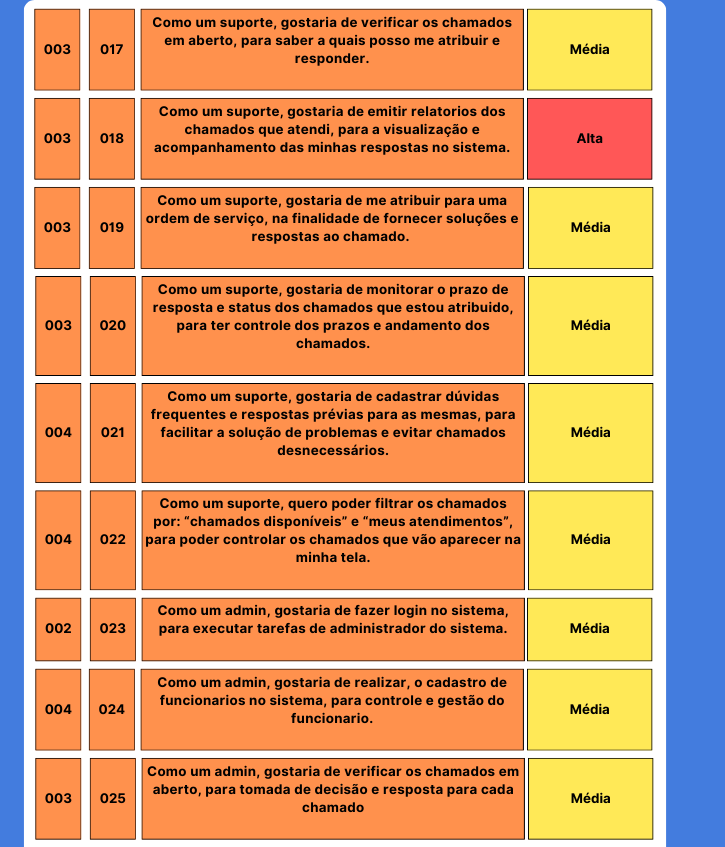 003
017
Como um suporte, gostaria de verificar os chamados
em aberto, para saber a quais posso me atribuir e
responder.
Média
003
018
Como um suporte, gostaria de emitir relatorios dos
chamados que atendi, para a visualização e
acompanhamento das minhas respostas no sistema.
Alta
003
019
Como um suporte, gostaria de me atribuir para uma
ordem de serviço, na finalidade de fornecer soluções e
respostas ao chamado.
Média
003
020
Como um suporte, gostaria de monitorar o prazo de
resposta e status dos chamados que estou atribuido,
para ter controle dos prazos e andamento dos
chamados.
Média
004
021
Como um suporte, gostaria de cadastrar dúvidas
frequentes e respostas prévias para as mesmas, para
facilitar a solução de problemas e evitar chamados
desnecessários.
Média
004
022
Como um suporte, quero poder filtrar os chamados
por: “chamados disponíveis” e “meus atendimentos”,
para poder controlar os chamados que vão aparecer na
minha tela.
Média
002
023
Como um admin, gostaria de fazer login no sistema,
para executar tarefas de administrador do sistema.
Média
004
024
Como um admin, gostaria de realizar, o cadastro de
funcionarios no sistema, para controle e gestão do
funcionario.
Média
003
025
Como um admin, gostaria de verificar os chamados em
aberto, para tomada de decisão e resposta para cada
chamado
Média